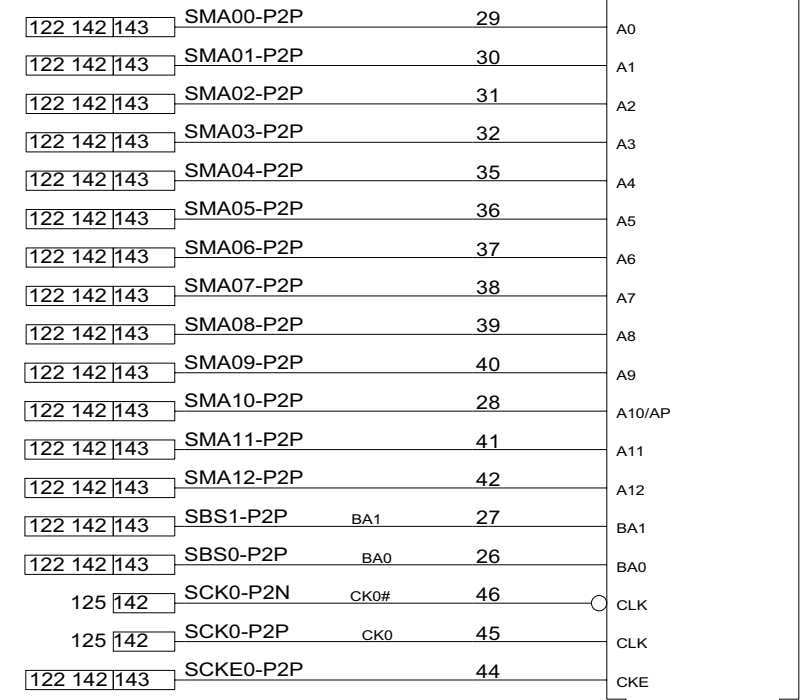 122 142 143 SMA00-P2P 29 A0
122 142 143 SMA01-P2P 30 A1
122 142 143 SMA02-P2P 31 A2
122 142 143 SMA03-P2P 32 A3
122 142 143 SMA04-P2P 35 A4
122 142 143 SMA05-P2P 36 A5
122 142 143 SMA06-P2P 37 A6
122 142 143 SMA07-P2P 38 A7
122 142 143 SMA08-P2P 39 A8
122 142 143 SMA09-P2P 40 A9
122 142 143 SMA10-P2P 28 A10/AP
122 142 143 SMA11-P2P 41 A11
122 142 143 SMA12-P2P 42 A12
122 142 143 SBS1-P2P BA1 27 BA1
122 142 143 SBS0-P2P BA0 26 BA0
125 142 SCK0-P2N CK0# 46 CLK
125 142 SCK0-P2P CK0 45 CLK
122 142 143 SCKE0-P2P 44 CKE